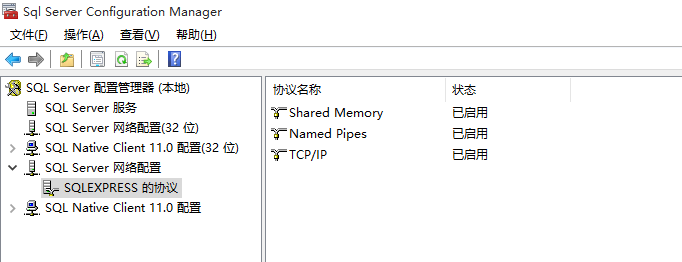 Sql Server Configuration Manager
文件(F) 操作(A) 查看(V) 帮助(H)
SQL Server 配置管理器 (本地)
SQL Server 服务
SQL Server 网络配置(32 位)
SQL Native Client 11.0 配置(32 位)
SQL Server 网络配置
SQLEXPRESS 的协议
SQL Native Client 11.0 配置
协议名称 状态
Shared Memory 已启用
Named Pipes 已启用
TCP/IP 已启用